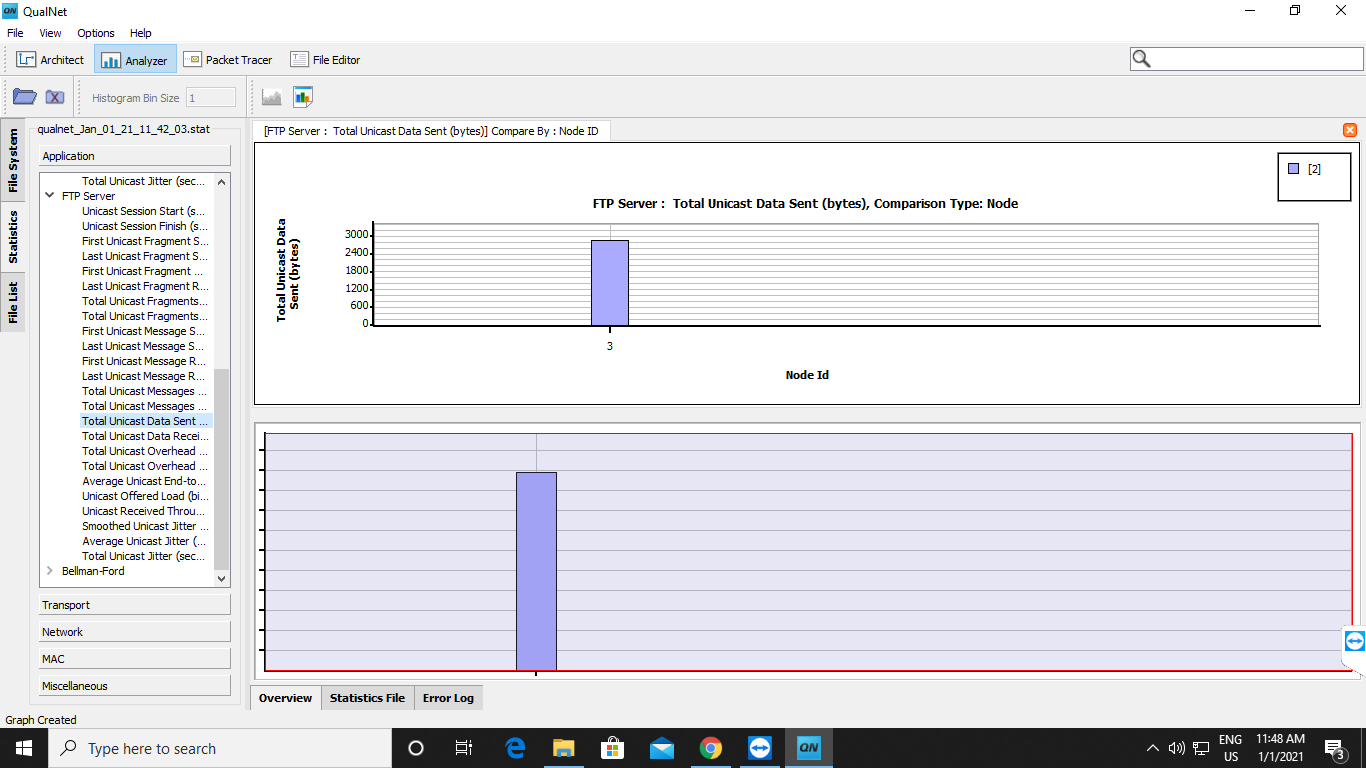 QN QualNet
File View Options Help
Architect Analyzer Packet Tracer File Editor
Histogram Bin Size 1
File System
Statistics
File List
qualnet_Jan_01_21_11_42_03.stat
Application
Total Unicast Jitter (sec...
FTP Server
Unicast Session Start (s...
Unicast Session Finish (s...
First Unicast Fragment S...
Last Unicast Fragment S...
First Unicast Fragment ...
Last Unicast Fragment R...
Total Unicast Fragments...
Total Unicast Fragments...
First Unicast Message S...
Last Unicast Message S...
First Unicast Message R...
Last Unicast Message R...
Total Unicast Messages ...
Total Unicast Messages ...
Total Unicast Data Sent ...
Total Unicast Data Recei...
Total Unicast Overhead ...
Total Unicast Overhead ...
Average Unicast End-to...
Unicast Offered Load (bi...
Unicast Received Throu...
Smoothed Unicast Jitter ...
Average Unicast Jitter (...
Total Unicast Jitter (sec...
Bellman-Ford
Transport
Network
MAC
Miscellaneous
[FTP Server : Total Unicast Data Sent (bytes)] Compare By : Node ID
[2]
FTP Server : Total Unicast Data Sent (bytes), Comparison Type: Node
Total Unicast Data
Sent (bytes)
3000
2400
1800
1200
600
0
3
Node Id
Overview Statistics File Error Log
Graph Created
Type here to search
QN
ENG
US
11:48 AM
1/1/2021
3